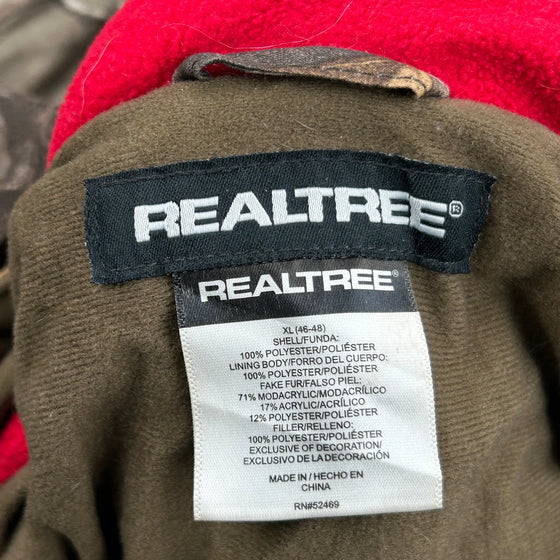 REALTREE®
REALTREE®
XL (46-48)
SHELL/FUNDA:
100% POLYESTER/POLIÉSTER
LINING BODY/FORRO DEL CUERPO:
100% POLYESTER/POLIÉSTER
FAKE FUR/FALSO PIEL:
71% MODACRYLIC/MODACRÍLICO
17% ACRYLIC/ACRÍLICO
12% POLYESTER/POLIÉSTER
FILLER/RELLENO:
100% POLYESTER/POLIÉSTER
EXCLUSIVE OF DECORATION/
EXCLUSIVO DE LA DECORACIÓN
MADE IN / HECHO EN
CHINA
RN#52469